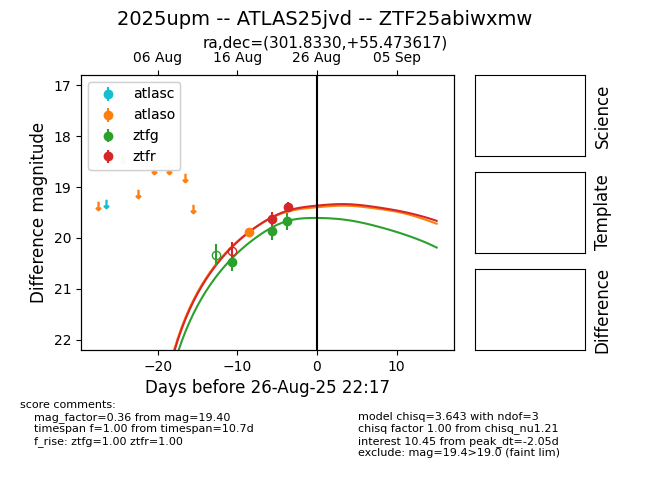 2025upm -- ATLAS25jvd -- ZTF25abiwxmw
ra,dec=(301.8330,+55.473617)
06 Aug 16 Aug 26 Aug 05 Sep
17
18
19
20
21
22
Difference magnitude
atlasc
atlaso
ztfg
ztfr
−20 −10 0 10
Days before 26-Aug-25 22:17
Science
Template
Difference
score comments:
mag_factor=0.36 from mag=19.40
timespan f=1.00 from timespan=10.7d
f_rise: ztfg=1.00 ztfr=1.00
model chisq=3.643 with ndof=3
chisq factor 1.00 from chisq_nu1.21
interest 10.45 from peak_dt=-2.05d
exclude: mag=19.4>19.0 (faint lim)